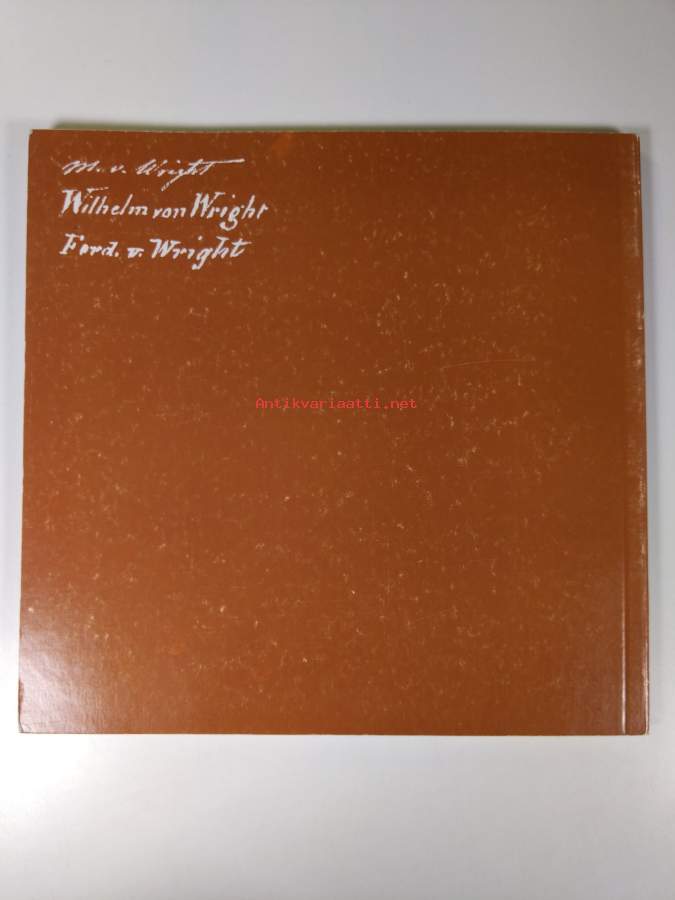 M. v. Wright
Wilhelm von Wright
Ferd. v. Wright
Antikvariaatti.net